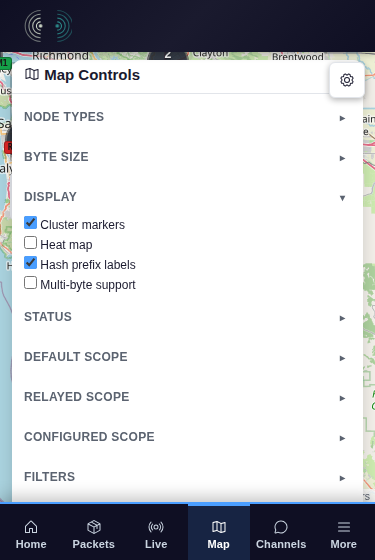 Richmond
2
Clayton
Brentwood
M1
Map Controls
NODE TYPES
BYTE SIZE
DISPLAY
Cluster markers
Heat map
Hash prefix labels
Multi-byte support
STATUS
DEFAULT SCOPE
RELAYED SCOPE
CONFIGURED SCOPE
FILTERS
Home Packets Live Map Channels More